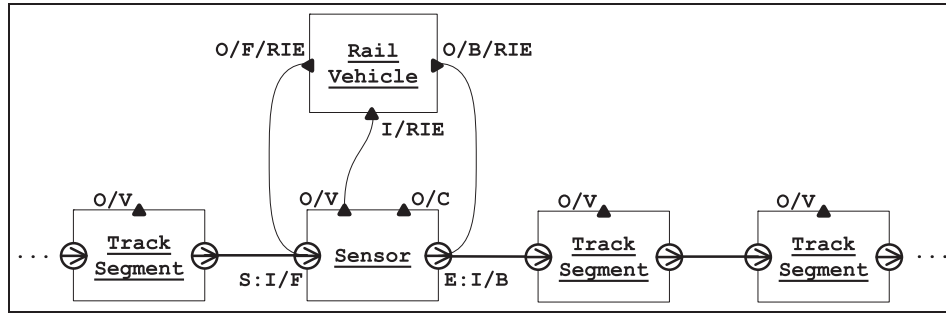 O/F/RIE
Rail
Vehicle
O/B/RIE
I/RIE
O/V
O/V
O/C
O/V
O/V
...
Track
Segment
Sensor
Track
Segment
Track
Segment
...
S:I/F
E:I/B